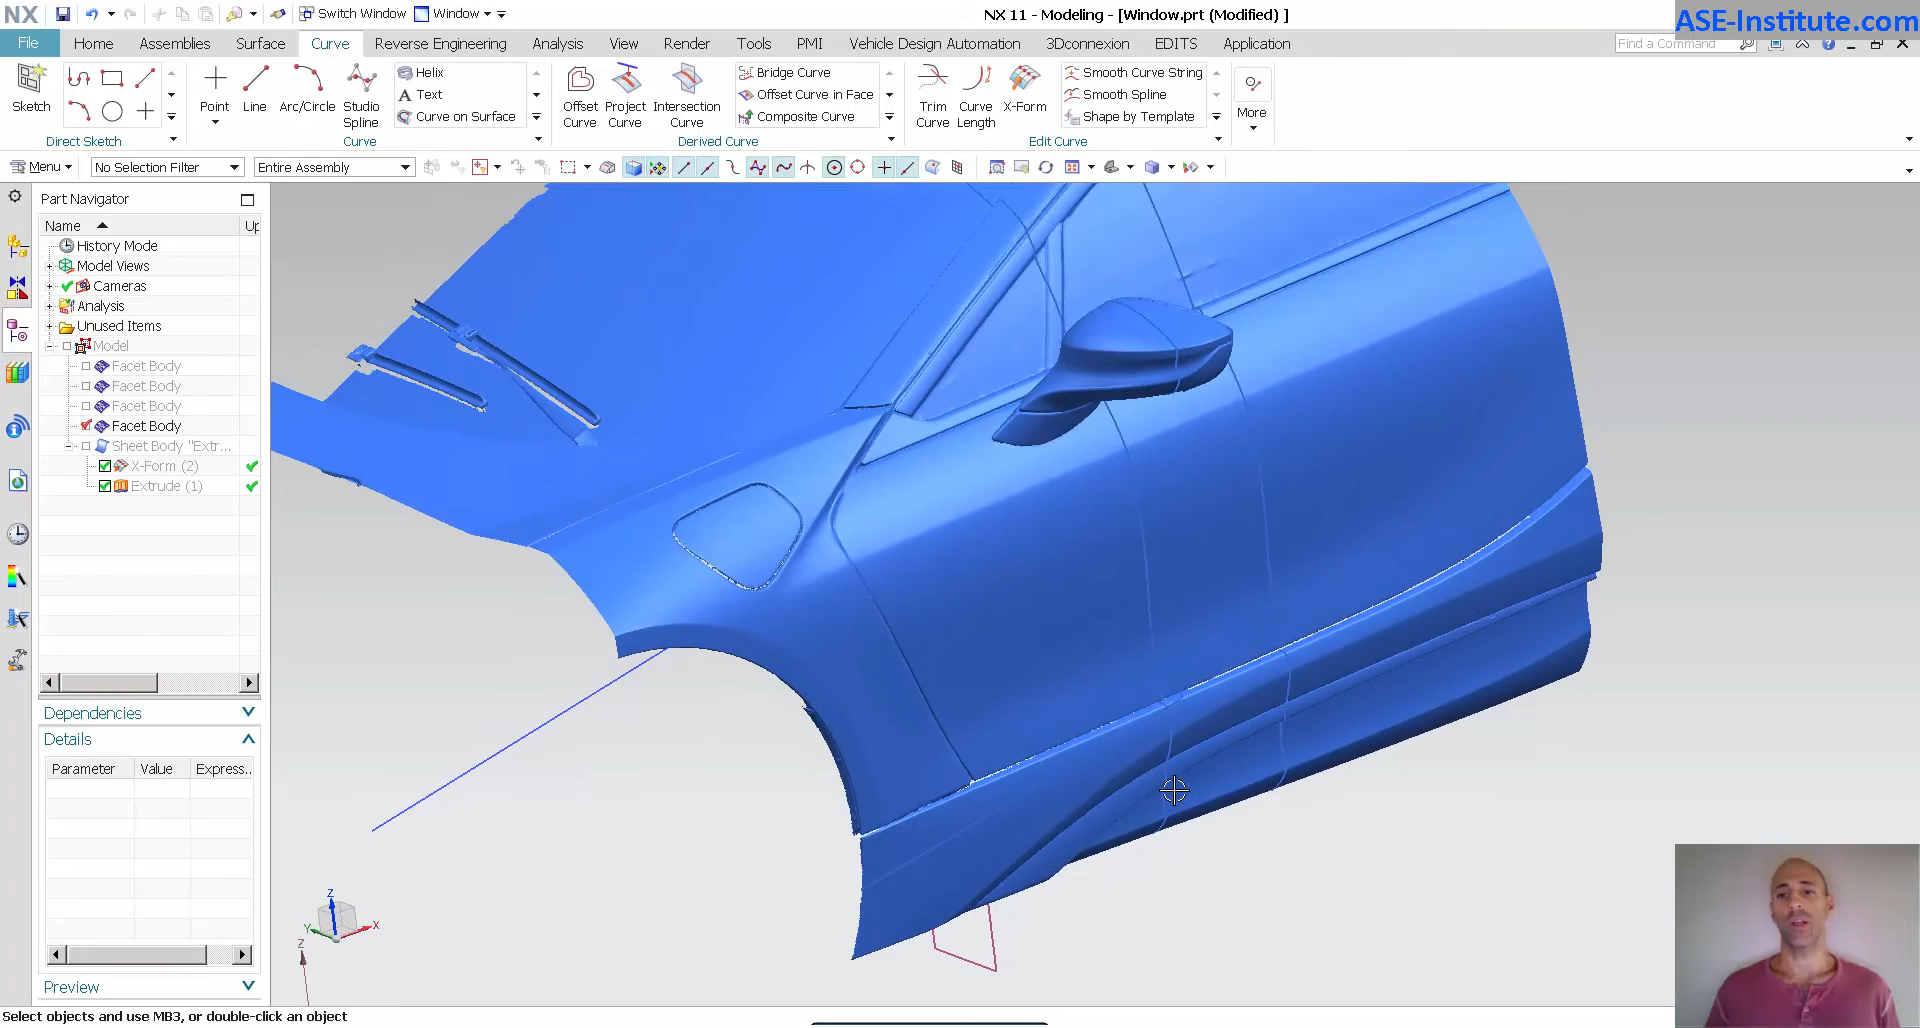 NX Switch Window Window NX 11 - Modeling - [Window.prt (Modified) ] ASE-Institute.com
File Home Assemblies Surface Curve Reverse Engineering Analysis View Render Tools PMI Vehicle Design Automation 3Dconnexion EDITS Application Find a Command
Sketch
Point Line Arc/Circle Studio Spline
Helix
Text
Curve on Surface
Offset Curve Project Curve Intersection Curve
Bridge Curve
Offset Curve in Face
Composite Curve
Trim Curve Curve Length X-Form
Smooth Curve String
Smooth Spline
Shape by Template
More
Direct Sketch Curve Derived Curve Edit Curve
Menu No Selection Filter Entire Assembly
Part Navigator
Name Up
History Mode
Model Views
Cameras
Analysis
Unused Items
Model
Facet Body
Facet Body
Facet Body
Facet Body
Sheet Body "Extr...
X-Form (2)
Extrude (1)
Dependencies
Details
Parameter Value Express..
Preview
Z
Y X
Z
Select objects and use MB3, or double-click an object